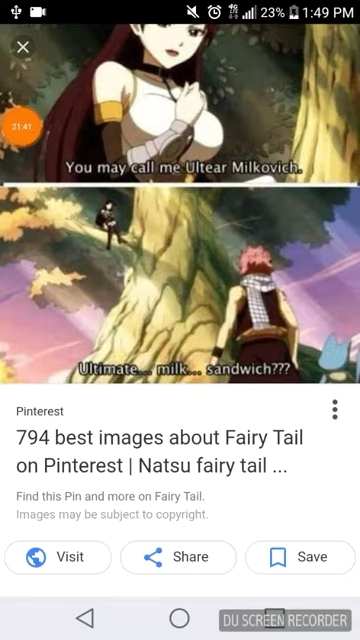 4G
23%
1:49 PM
21:41
You may call me Ultear Milkovich.
Ultimate... milk... sandwich???
Pinterest
794 best images about Fairy Tail
on Pinterest | Natsu fairy tail ...
Find this Pin and more on Fairy Tail.
Images may be subject to copyright.
Visit
Share
Save
DU SCREEN RECORDER